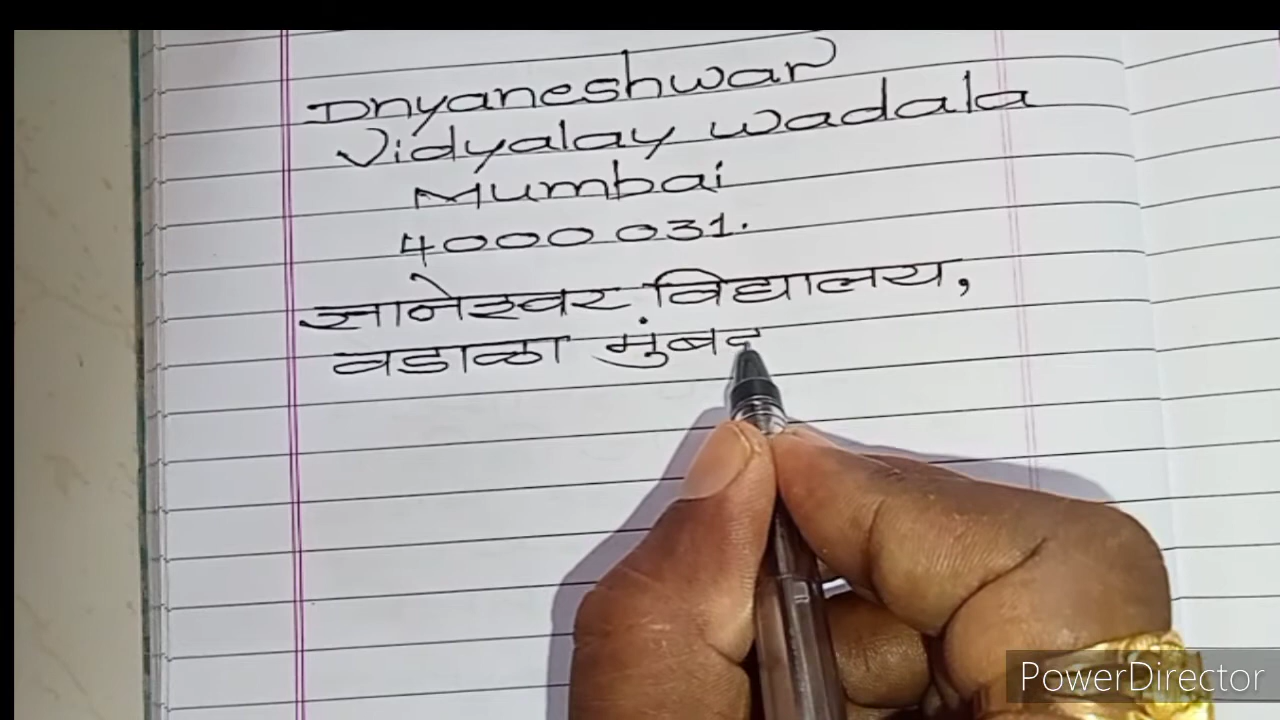 Dnyaneshwar
Vidyalay Wadala
Mumbai
4000 031.
ज्ञानेश्वर विद्यालय,
वडाळा
PowerDirector